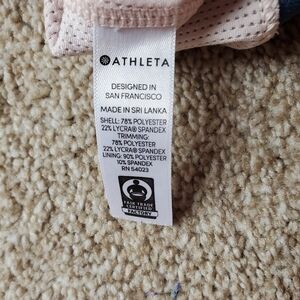 ATHLETA
DESIGNED IN
SAN FRANCISCO
MADE IN SRI LANKA
SHELL: 78% POLYESTER
22% LYCRA® SPANDEX
TRIMMING:
78% POLYESTER
22% LYCRA® SPANDEX
LINING: 90% POLYESTER
10% SPANDEX
RN 54023
FAIR TRADE
CERTIFIED
FACTORY